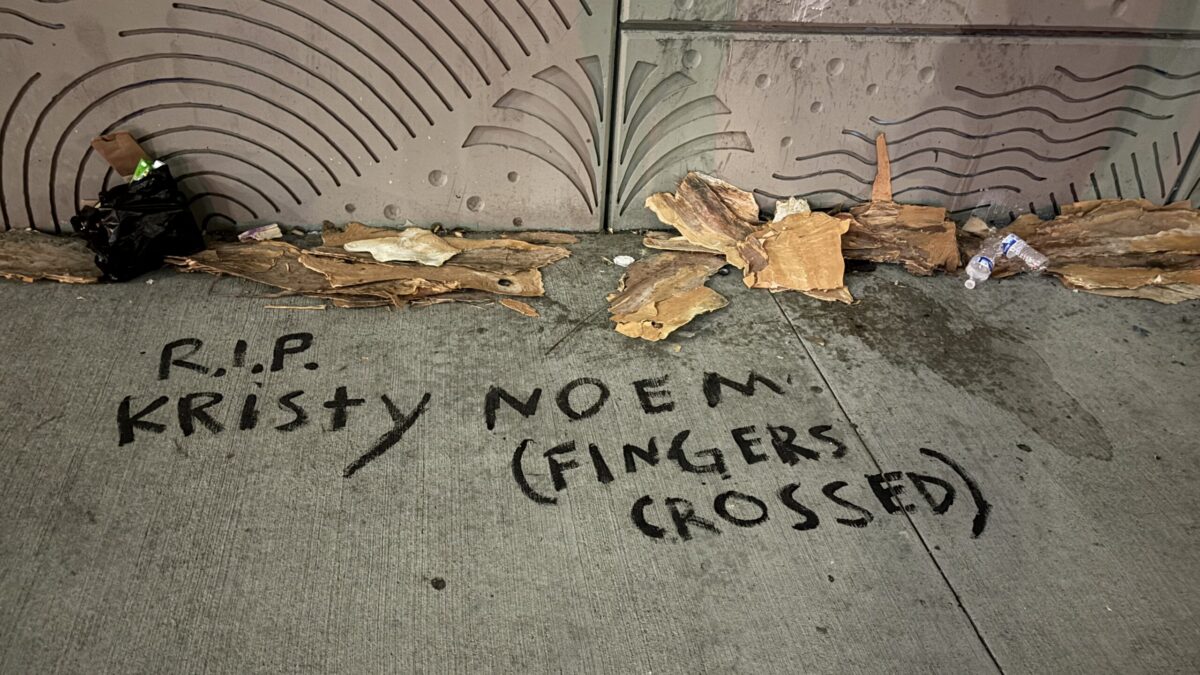 R.I.P.
KRisty NOEM
(FINGERS
CROSSED)